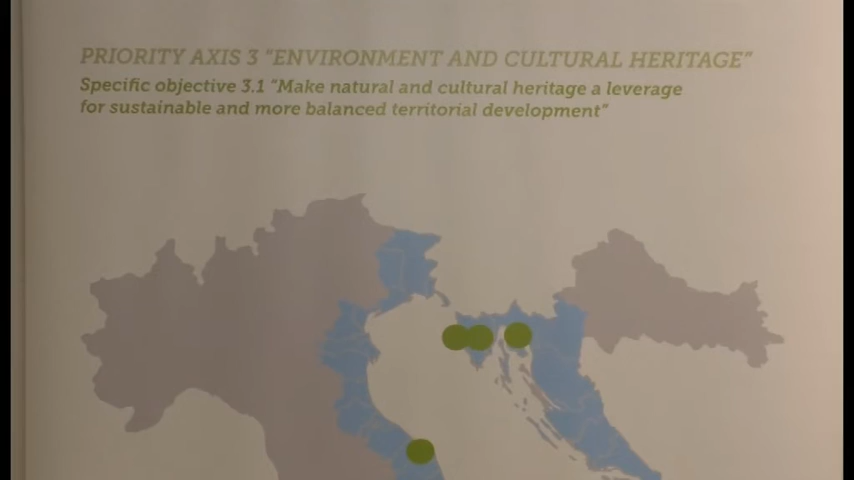 PRIORITY AXIS 3 "ENVIRONMENT AND CULTURAL HERITAGE"
Specific objective 3.1 "Make natural and cultural heritage a leverage
for sustainable and more balanced territorial development"